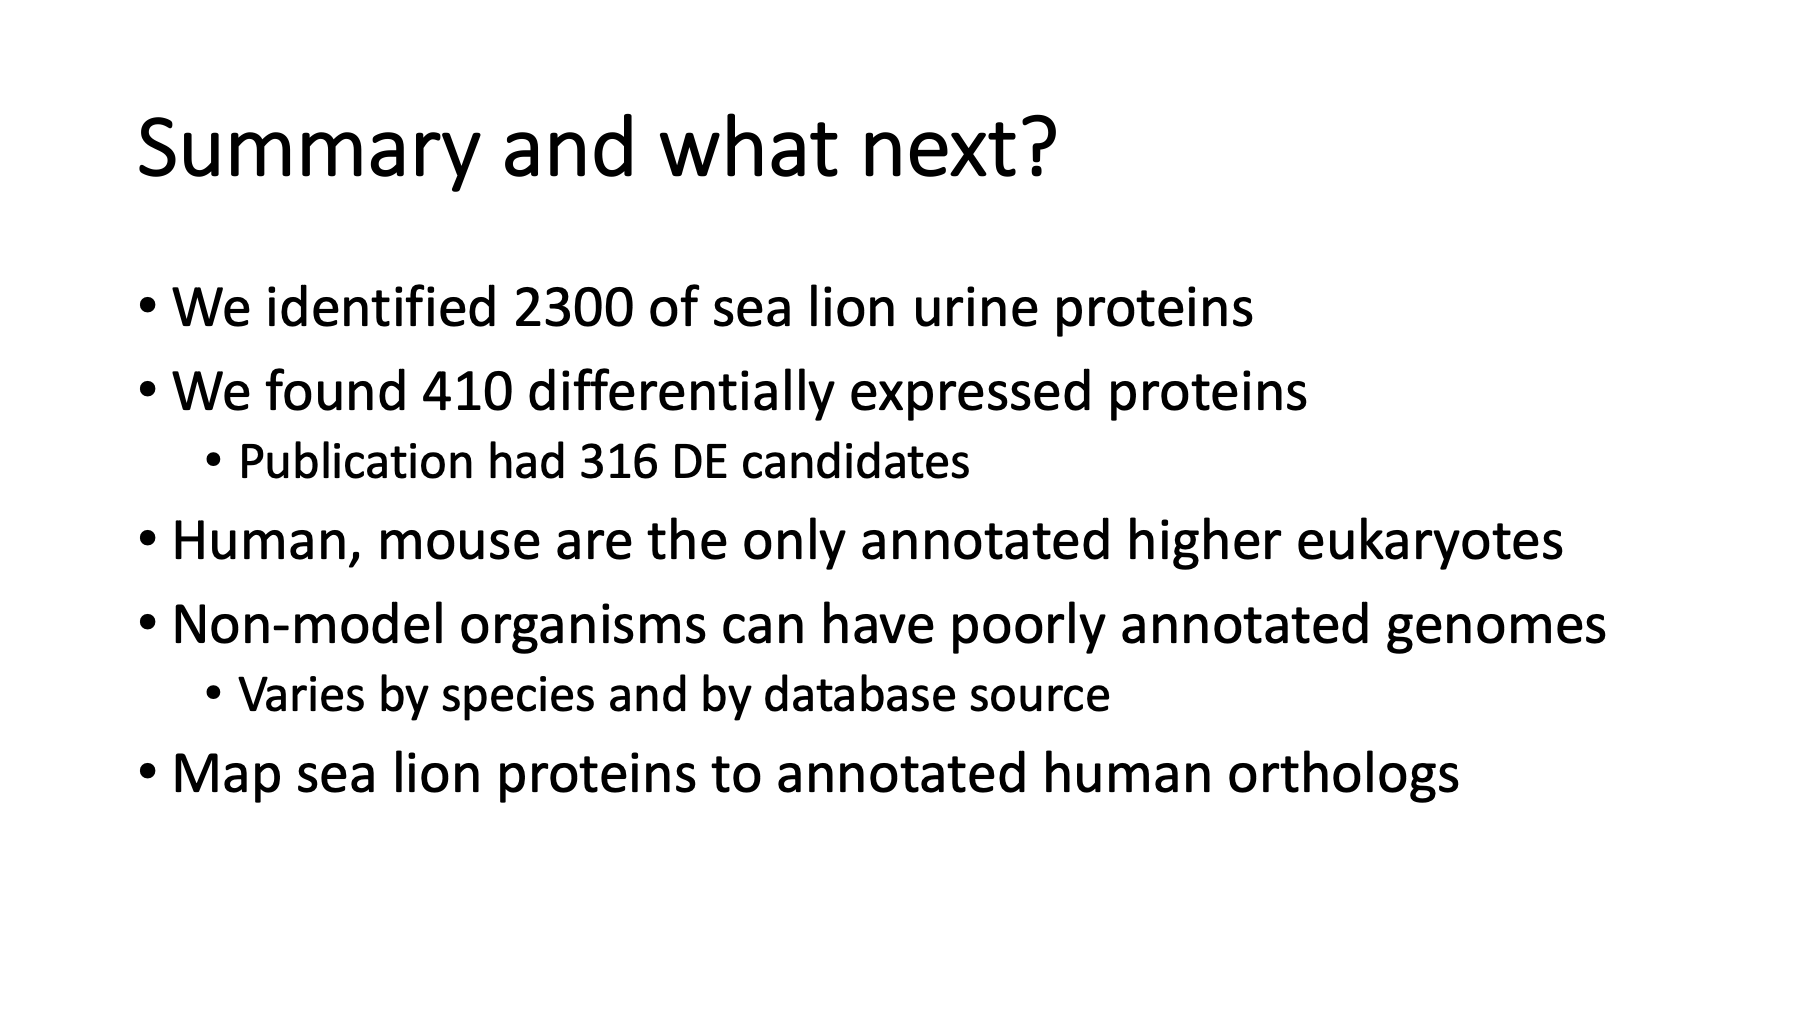 Summary and what next?
• We identified 2300 of sea lion urine proteins
• We found 410 differentially expressed proteins
• Publication had 316 DE candidates
• Human, mouse are the only annotated higher eukaryotes
• Non-model organisms can have poorly annotated genomes
• Varies by species and by database source
• Map sea lion proteins to annotated human orthologs